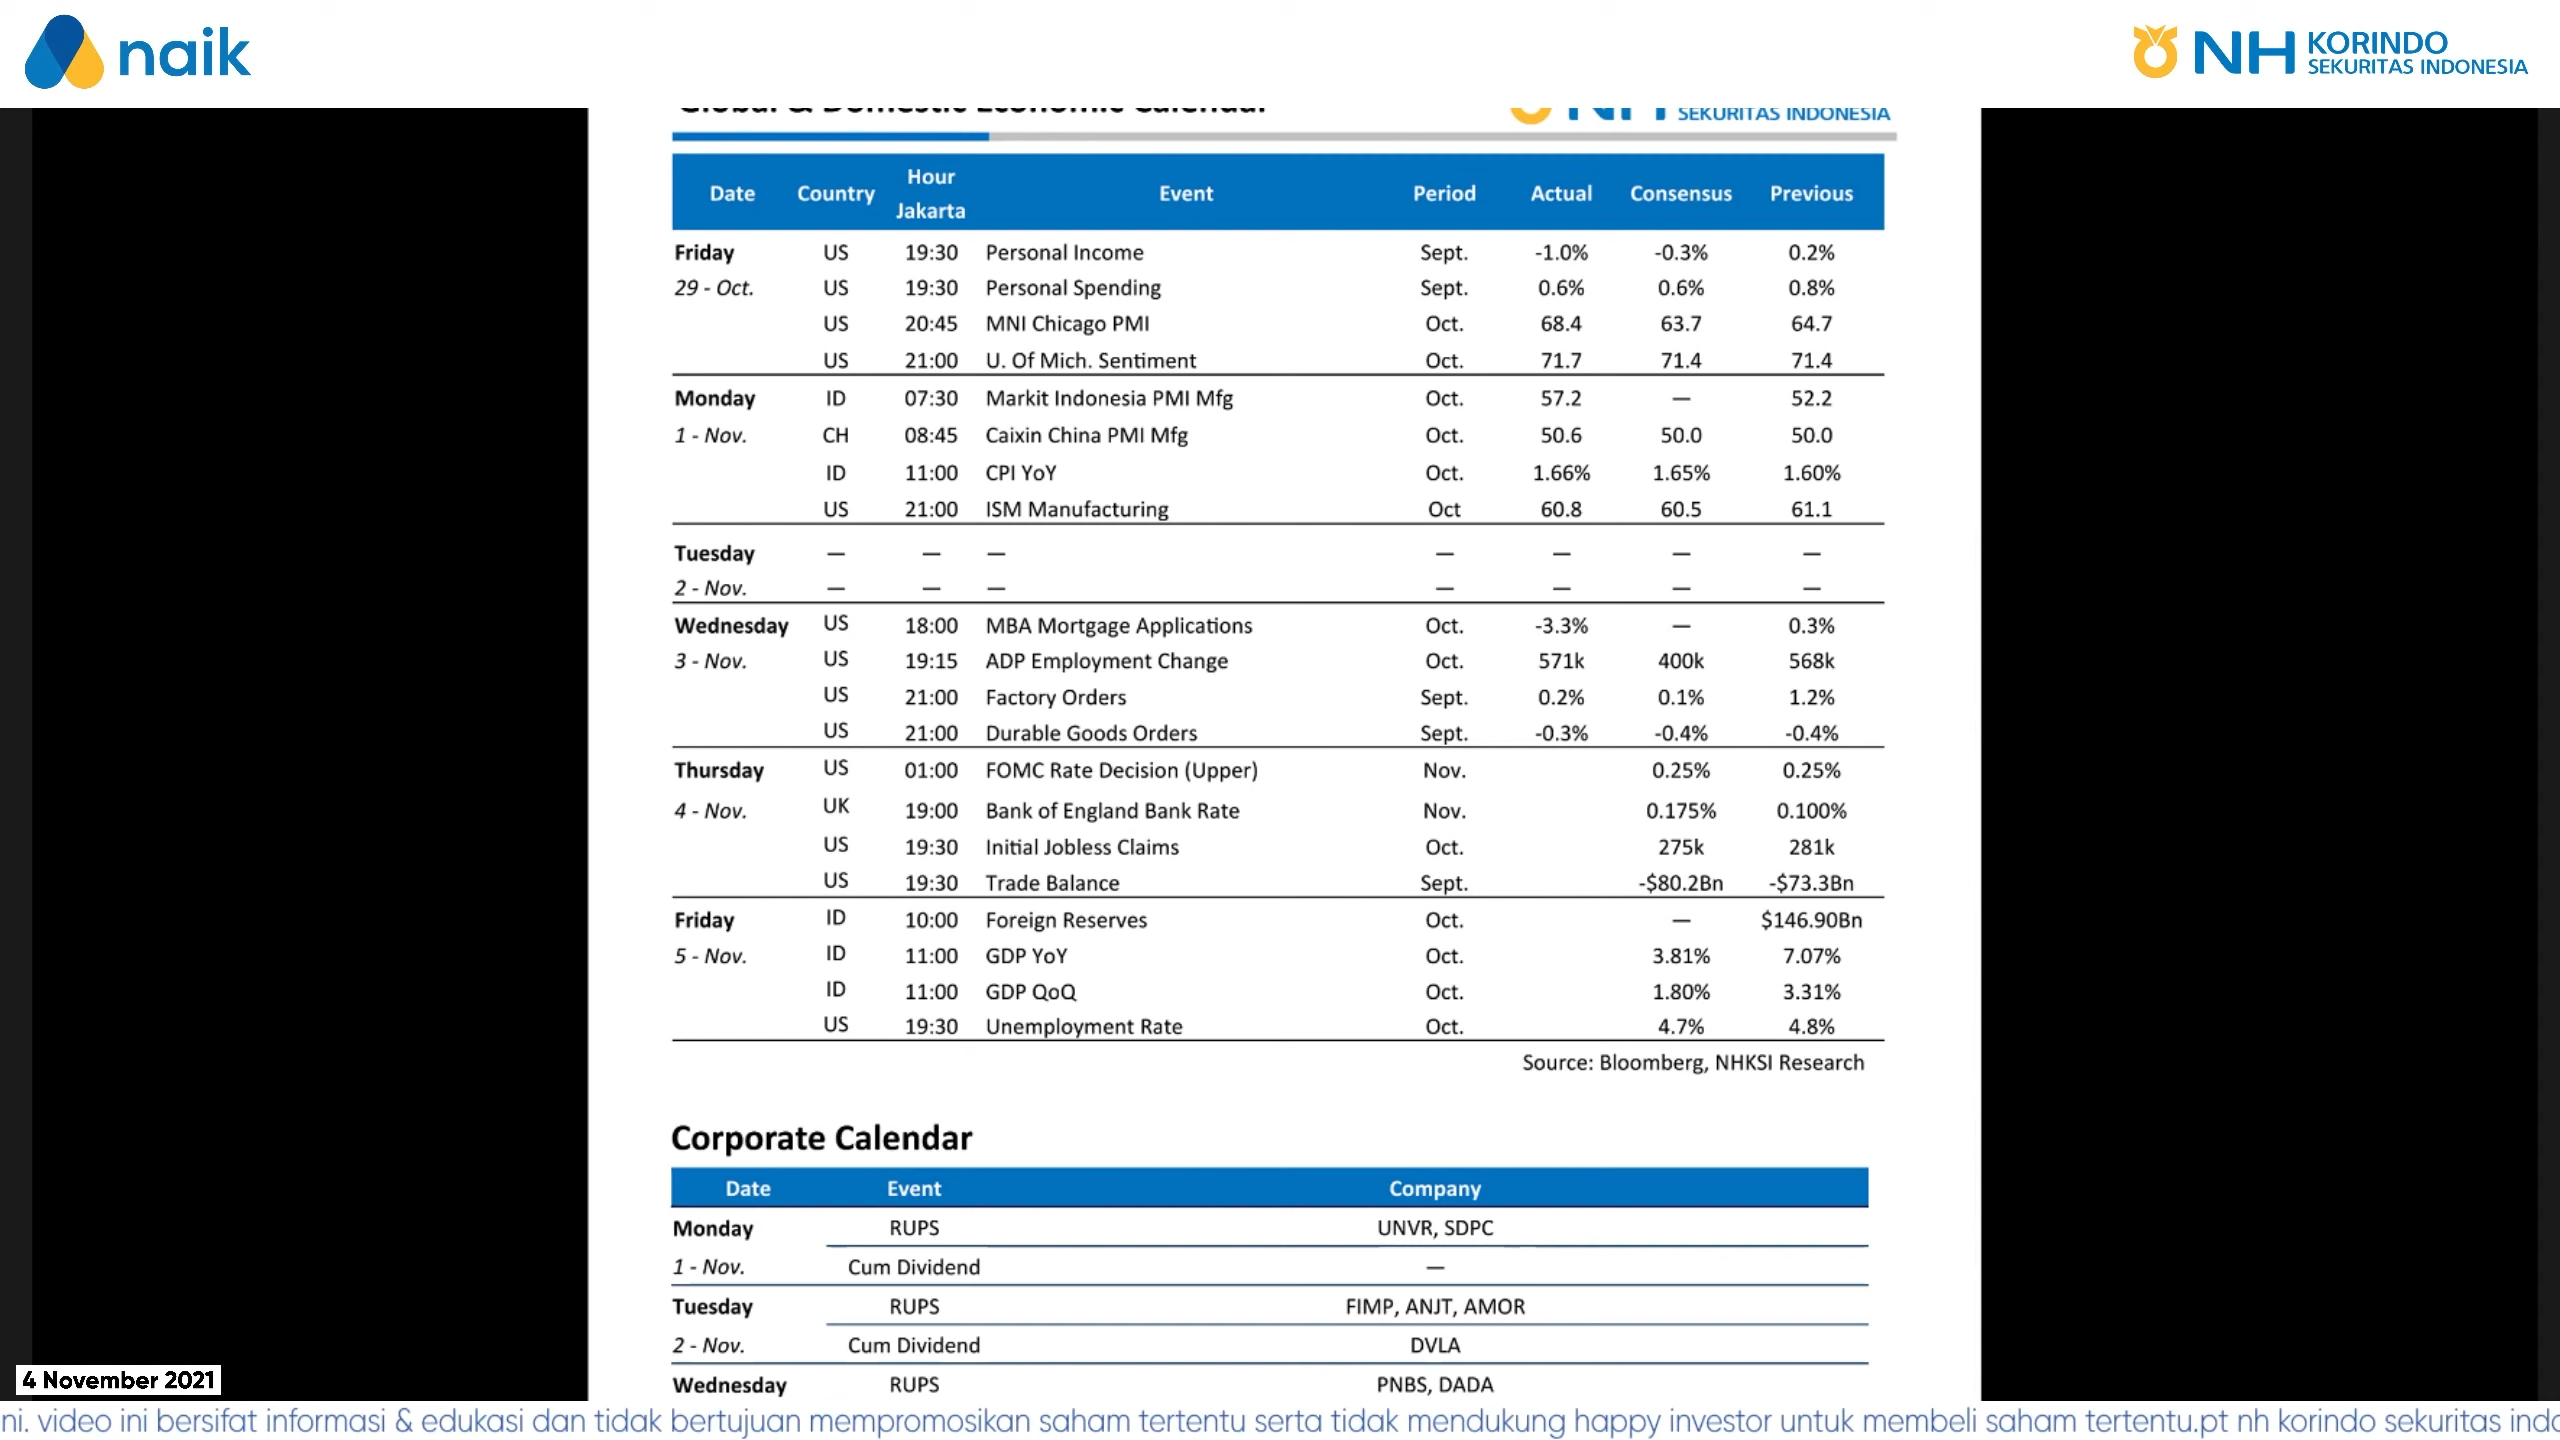 naik
NH KORINDO
SEKURITAS INDONESIA
Global & Domestic Economic Calendar
SEKURITAS INDONESIA
Date Country Hour Jakarta Event Period Actual Consensus Previous
Friday US 19:30 Personal Income Sept. -1.0% -0.3% 0.2%
29 - Oct. US 19:30 Personal Spending Sept. 0.6% 0.6% 0.8%
US 20:45 MNI Chicago PMI Oct. 68.4 63.7 64.7
US 21:00 U. Of Mich. Sentiment Oct. 71.7 71.4 71.4
Monday ID 07:30 Markit Indonesia PMI Mfg Oct. 57.2 — 52.2
1 - Nov. CH 08:45 Caixin China PMI Mfg Oct. 50.6 50.0 50.0
ID 11:00 CPI YoY Oct. 1.66% 1.65% 1.60%
US 21:00 ISM Manufacturing Oct 60.8 60.5 61.1
Tuesday — — — — — — —
2 - Nov. — — — — — — —
Wednesday US 18:00 MBA Mortgage Applications Oct. -3.3% — 0.3%
3 - Nov. US 19:15 ADP Employment Change Oct. 571k 400k 568k
US 21:00 Factory Orders Sept. 0.2% 0.1% 1.2%
US 21:00 Durable Goods Orders Sept. -0.3% -0.4% -0.4%
Thursday US 01:00 FOMC Rate Decision (Upper) Nov. 0.25% 0.25%
4 - Nov. UK 19:00 Bank of England Bank Rate Nov. 0.175% 0.100%
US 19:30 Initial Jobless Claims Oct. 275k 281k
US 19:30 Trade Balance Sept. -$80.2Bn -$73.3Bn
Friday ID 10:00 Foreign Reserves Oct. — $146.90Bn
5 - Nov. ID 11:00 GDP YoY Oct. 3.81% 7.07%
ID 11:00 GDP QoQ Oct. 1.80% 3.31%
US 19:30 Unemployment Rate Oct. 4.7% 4.8%
Source: Bloomberg, NHKSI Research
Corporate Calendar
Date Event Company
Monday RUPS UNVR, SDPC
1 - Nov. Cum Dividend —
Tuesday RUPS FIMP, ANJT, AMOR
2 - Nov. Cum Dividend DVLA
Wednesday RUPS PNBS, DADA
4 November 2021
ni. video ini bersifat informasi & edukasi dan tidak bertujuan mempromosikan saham tertentu serta tidak mendukung happy investor untuk membeli saham tertentu.pt nh korindo sekuritas indo